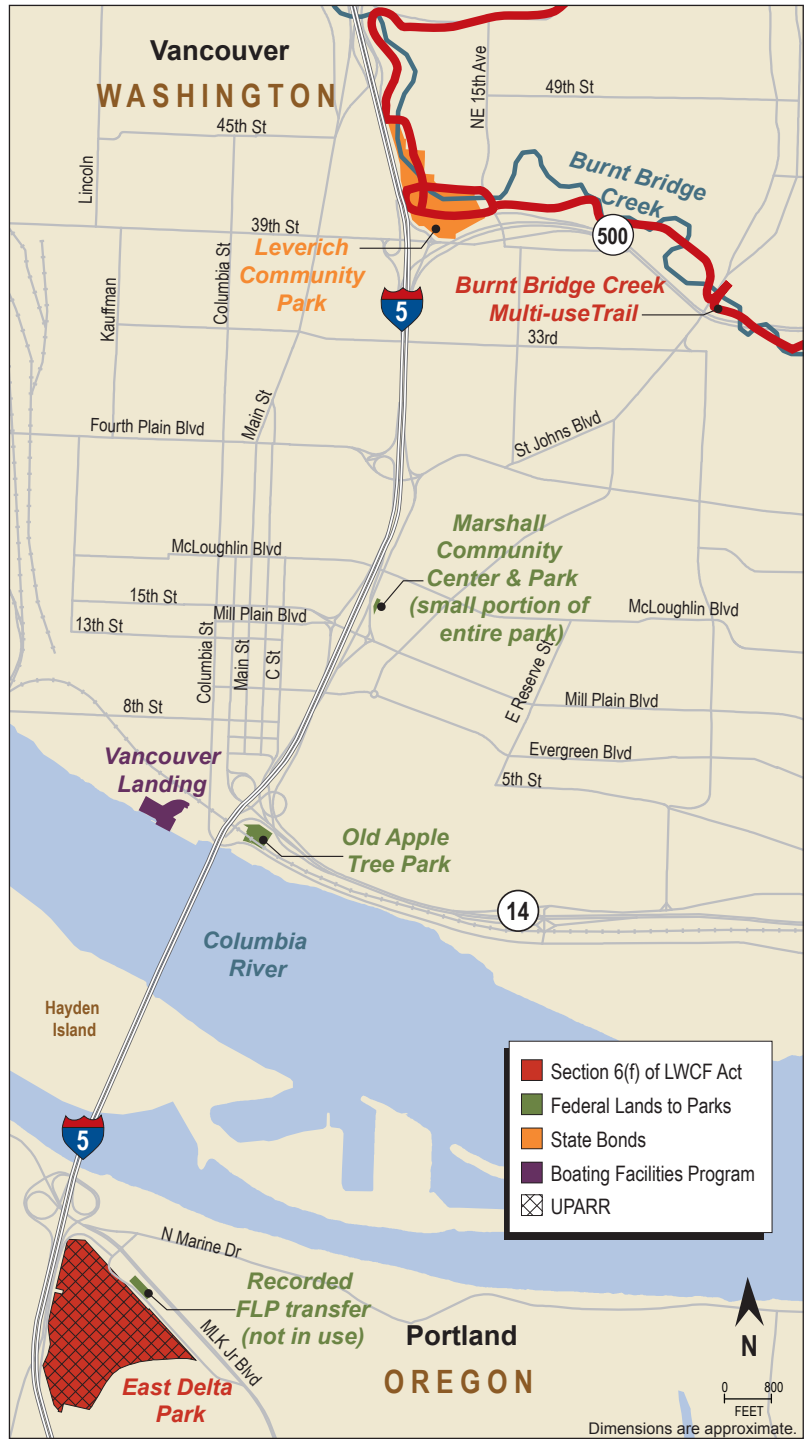 Vancouver
WASHINGTON
NE 15th Ave
49th St
45th St
Lincoln
Burnt Bridge
Creek
39th St
Columbia St
Leverich
Community
Park
500
Kauffman
5
Burnt Bridge Creek
Multi-useTrail
33rd
Main St
Fourth Plain Blvd
St Johns Blvd
Marshall
Community
Center & Park
(small portion of
entire park)
McLoughlin Blvd
15th St
Mill Plain Blvd
McLoughlin Blvd
13th St
Columbia St
Main St
C St
E Reserve St
8th St
Mill Plain Blvd
Vancouver
Landing
Evergreen Blvd
5th St
Old Apple
Tree Park
14
Columbia
River
Hayden
Island
Section 6(f) of LWCF Act
Federal Lands to Parks
State Bonds
Boating Facilities Program
UPARR
5
N Marine Dr
Recorded
FLP transfer
(not in use)
MLK Jr Blvd
Portland
OREGON
East Delta
Park
N
0 800
FEET
Dimensions are approximate.